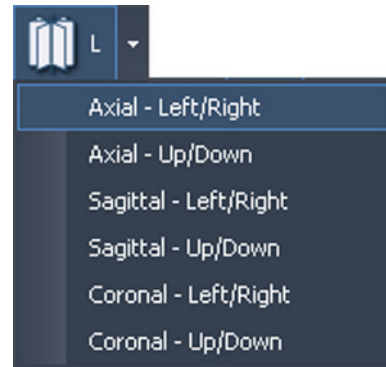 L
Axial - Left/Right
Axial - Up/Down
Sagittal - Left/Right
Sagittal - Up/Down
Coronal - Left/Right
Coronal - Up/Down